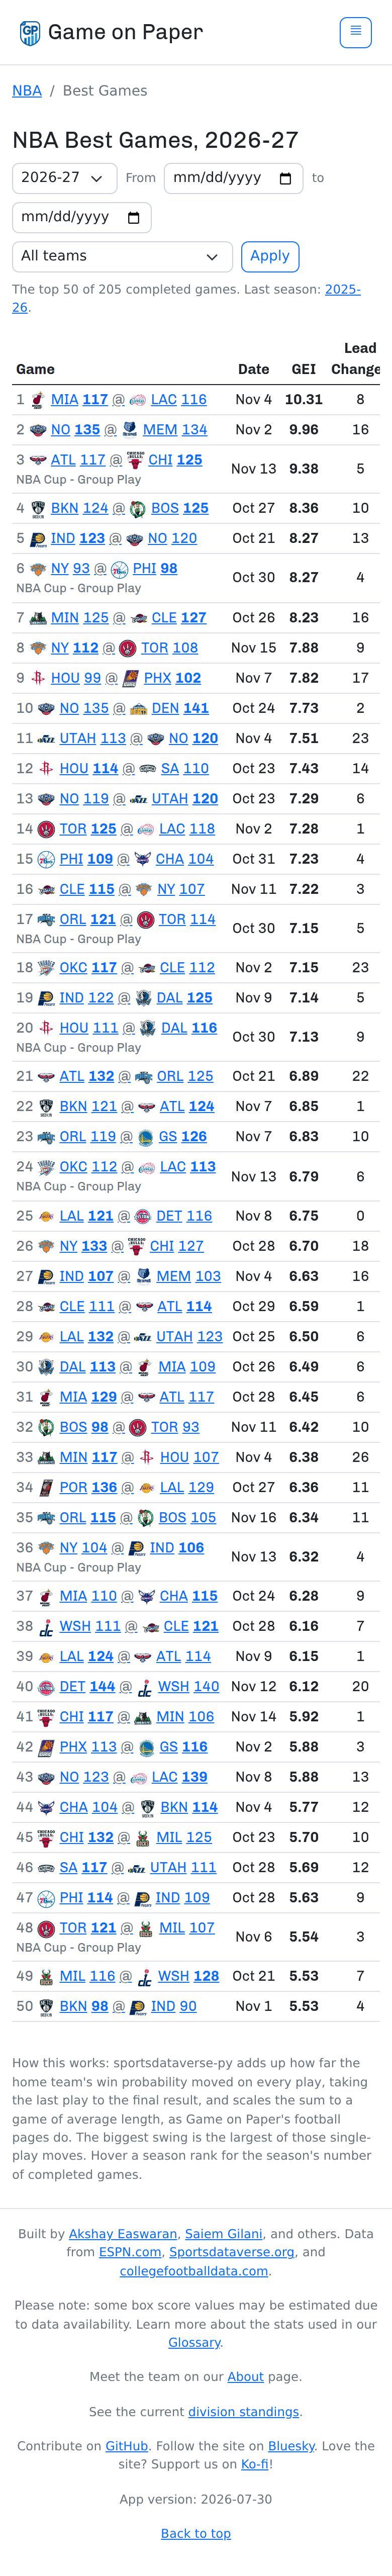 Game on Paper
NBA / Best Games
NBA Best Games, 2026-27
2026-27 From mm/dd/yyyy to
mm/dd/yyyy
All teams Apply
The top 50 of 205 completed games. Last season: 2025-
26.
Lead
Game Date GEI Change
1 MIA 117 @ LAC 116 Nov 4 10.31 8
2 NO 135 @ MEM 134 Nov 2 9.96 16
3 ATL 117 @ CHI 125 Nov 13 9.38 5
NBA Cup - Group Play
4 BKN 124 @ BOS 125 Oct 28 8.36 10
5 IND 123 @ NO 120 Oct 21 8.27 13
6 NY 93 @ PHI 98 Oct 30 8.27 4
NBA Cup - Group Play
7 MIN 125 @ CLE 127 Oct 26 8.23 16
8 NY 112 @ TOR 108 Nov 15 7.88 9
9 HOU 99 @ PHX 102 Nov 7 7.82 17
10 NO 135 @ DEN 141 Oct 24 7.73 2
11 UTAH 113 @ NO 120 Nov 4 7.51 23
12 HOU 114 @ SA 110 Oct 23 7.43 14
13 NO 119 @ UTAH 120 Oct 23 7.29 6
14 TOR 125 @ LAC 118 Nov 2 7.28 1
15 PHI 109 @ CHA 104 Oct 31 7.23 4
16 CLE 115 @ NY 107 Nov 11 7.22 3
17 ORL 121 @ TOR 114 Oct 30 7.15 5
NBA Cup - Group Play
18 OKC 117 @ CLE 112 Nov 2 7.15 23
19 IND 122 @ DAL 125 Nov 9 7.14 5
20 HOU 111 @ DAL 116 Oct 30 7.13 9
NBA Cup - Group Play
21 ATL 132 @ ORL 125 Oct 21 6.89 22
22 BKN 121 @ ATL 124 Nov 7 6.85 1
23 ORL 119 @ GS 126 Nov 7 6.83 10
24 OKC 112 @ LAC 113 Nov 13 6.79 6
NBA Cup - Group Play
25 LAL 121 @ DET 116 Nov 8 6.75 0
26 NY 133 @ CHI 127 Oct 28 6.70 18
27 IND 107 @ MEM 103 Nov 4 6.63 16
28 CLE 111 @ ATL 114 Oct 29 6.59 1
29 LAL 132 @ UTAH 123 Oct 25 6.50 6
30 DAL 113 @ MIA 109 Oct 26 6.49 6
31 MIA 129 @ ATL 117 Oct 28 6.45 6
32 BOS 98 @ TOR 93 Nov 11 6.42 10
33 MIN 117 @ HOU 107 Nov 4 6.38 26
34 POR 136 @ LAL 129 Oct 27 6.36 11
35 ORL 115 @ BOS 105 Nov 16 6.34 11
36 NY 104 @ IND 106 Nov 13 6.32 4
NBA Cup - Group Play
37 MIA 110 @ CHA 115 Oct 24 6.28 9
38 WSH 111 @ CLE 121 Oct 28 6.16 7
39 LAL 124 @ ATL 114 Nov 9 6.15 1
40 DET 144 @ WSH 140 Nov 12 6.12 20
41 CHI 117 @ MIN 106 Nov 14 5.92 1
42 PHX 113 @ GS 116 Nov 2 5.88 3
43 NO 123 @ LAC 139 Nov 8 5.88 13
44 CHA 104 @ BKN 114 Nov 4 5.77 12
45 CHI 132 @ MIL 125 Oct 23 5.70 10
46 SA 117 @ UTAH 111 Oct 28 5.69 12
47 PHI 114 @ IND 109 Oct 28 5.63 9
48 TOR 121 @ MIL 107 Nov 6 5.54 3
NBA Cup - Group Play
49 MIL 116 @ WSH 128 Oct 21 5.53 7
50 BKN 98 @ IND 90 Nov 1 5.53 4
How this works: sportsdataverse-py adds up how far the
home team's win probability moved on every play, taking
the last play to the final result, and scales the sum to a
game of average length, as Game on Paper's football
pages do. The biggest swing is the largest of those single-
play moves. Hover a season rank for the season's number
of completed games.
Built by Akshay Easwaran, Saiem Gilani, and others. Data
from ESPN.com, Sportsdataverse.org, and
collegefootballdata.com.
Please note: some box score values may be estimated due
to data availability. Learn more about the stats used in our
Glossary.
Meet the team on our About page.
See the current division standings.
Contribute on GitHub. Follow the site on Bluesky. Love the
site? Support us on Ko-fi!
App version: 2026-07-30
Back to top